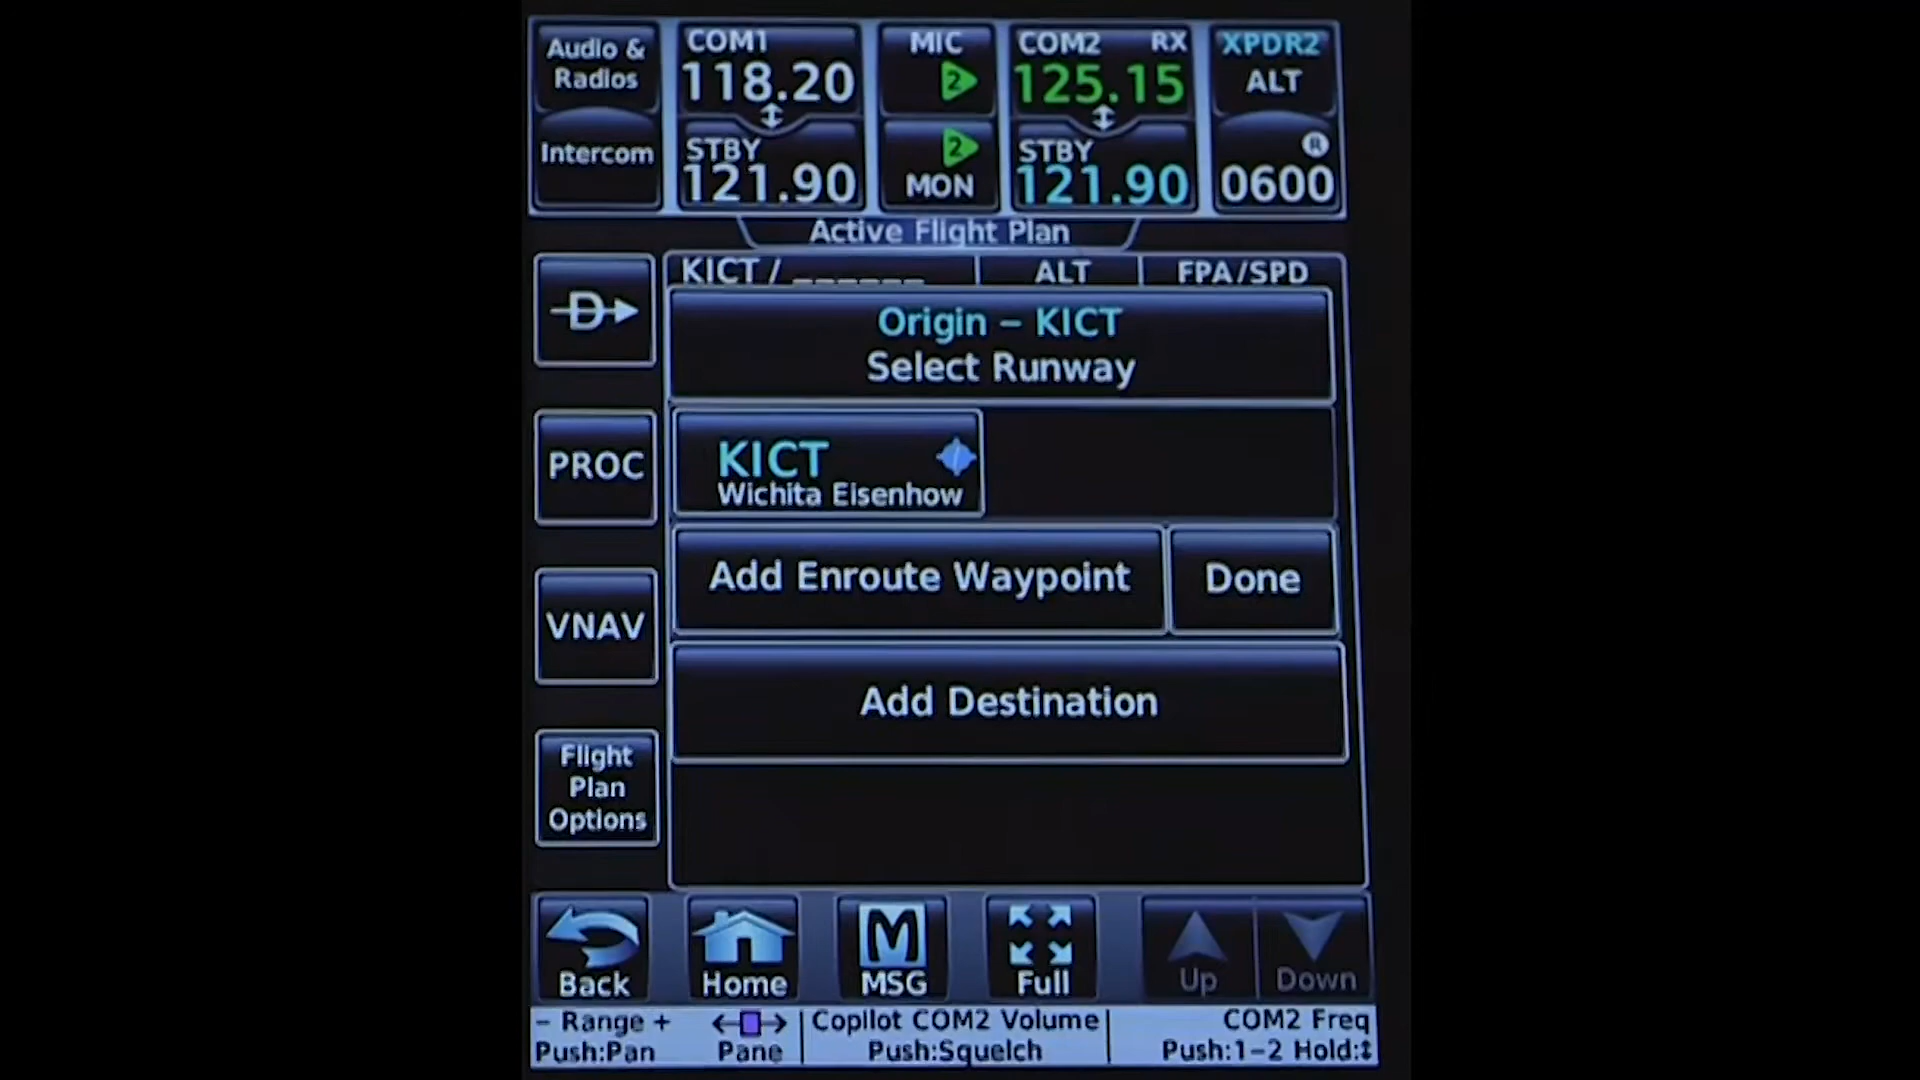 Audio &
Radios
Intercom
COM1
118.20
STBY
121.90
MIC
2
2
MON
COM2 RX
125.15
STBY
121.90
XPDR2
ALT
R
0600
Active Flight Plan
KICT / ______ ALT FPA/SPD
D
PROC
VNAV
Flight
Plan
Options
Origin – KICT
Select Runway
KICT
Wichita Eisenhow
Add Enroute Waypoint
Done
Add Destination
Back
Home
M
MSG
Full
Up
Down
– Range +
Push:Pan
Pane
Copilot COM2 Volume
Push:Squelch
COM2 Freq
Push:1–2 Hold:↕